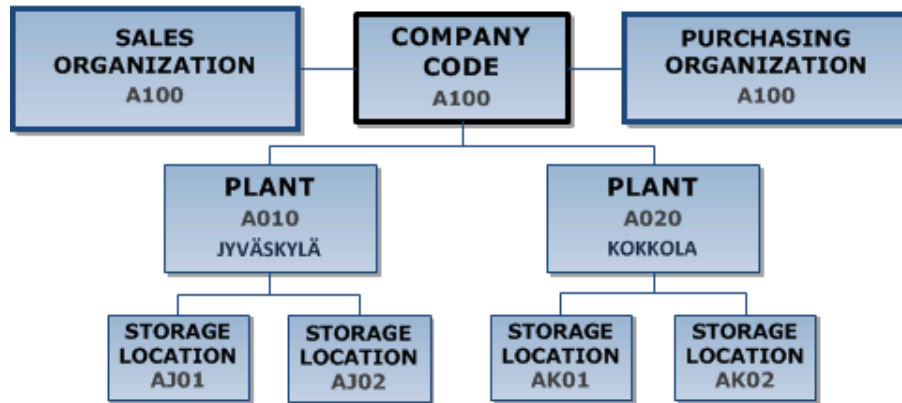 SALES
ORGANIZATION
A100
COMPANY
CODE
A100
PURCHASING
ORGANIZATION
A100
PLANT
A010
JYVÄSKYLÄ
PLANT
A020
KOKKOLA
STORAGE
LOCATION
AJ01
STORAGE
LOCATION
AJ02
STORAGE
LOCATION
AK01
STORAGE
LOCATION
AK02